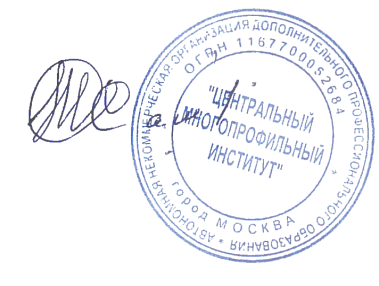 АВТОНОМНАЯ НЕКОММЕРЧЕСКАЯ ОРГАНИЗАЦИЯ ДОПОЛНИТЕЛЬНОГО ПРОФЕССИОНАЛЬНОГО ОБРАЗОВАНИЯ *
ОГРН 1167700052684
"ЦЕНТРАЛЬНЫЙ
МНОГОПРОФИЛЬНЫЙ
ИНСТИТУТ"
город МОСКВА